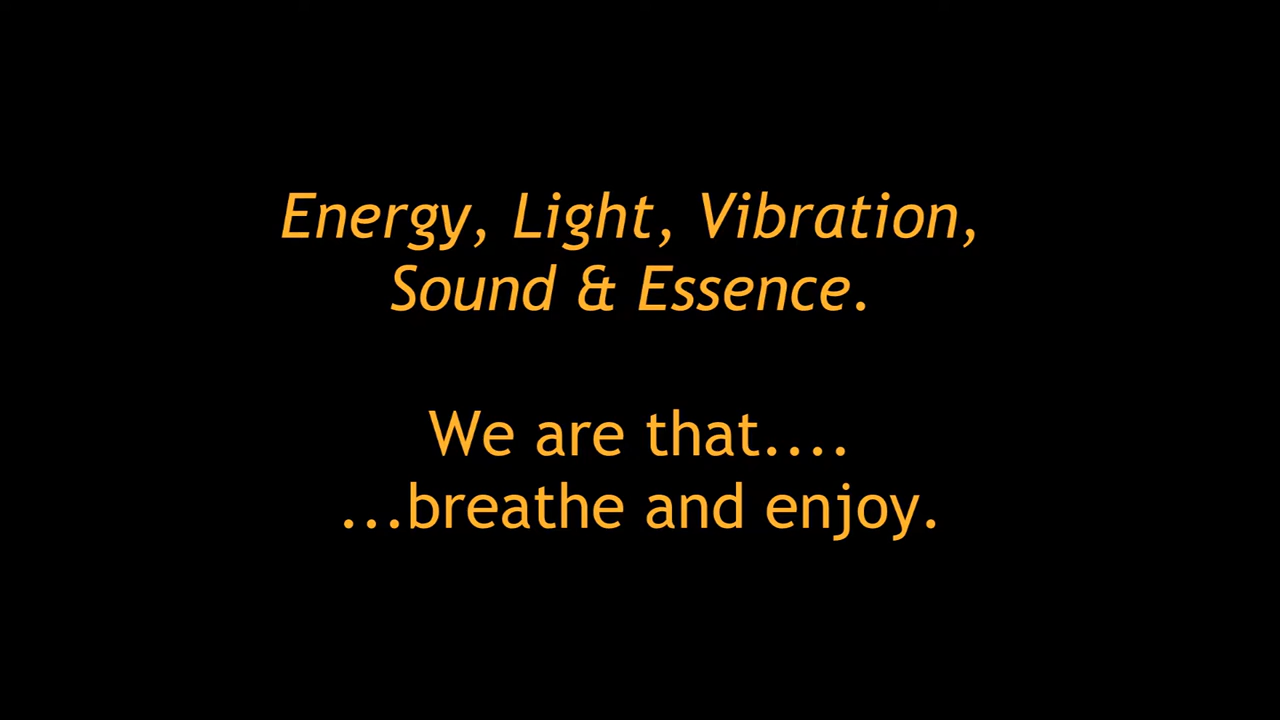 Energy, Light, Vibration,
Sound & Essence.
We are that....
...breathe and enjoy.